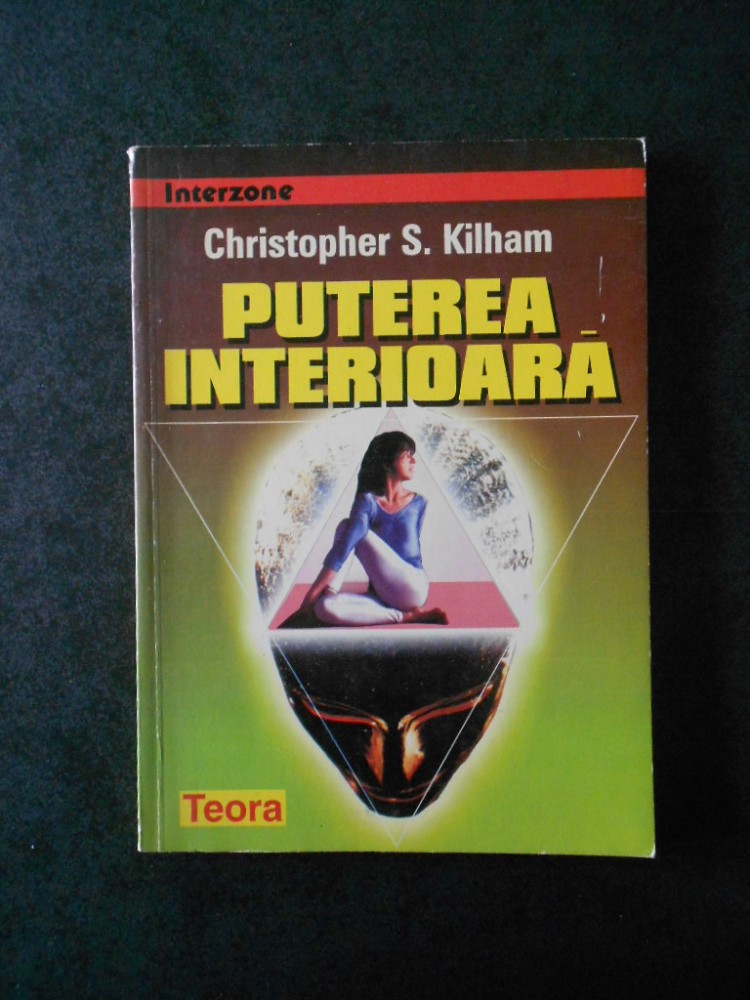 Interzone
Christopher S. Kilham
PUTEREA
INTERIOARĂ
Teora